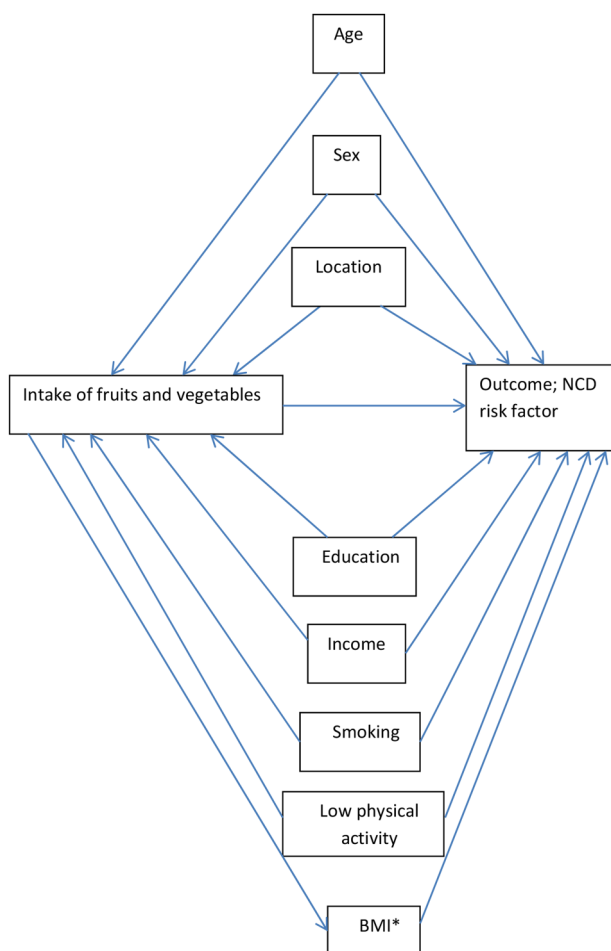 Age
Sex
Location
Intake of fruits and vegetables
Outcome; NCD
risk factor
Education
Income
Smoking
Low physical
activity
BMI*